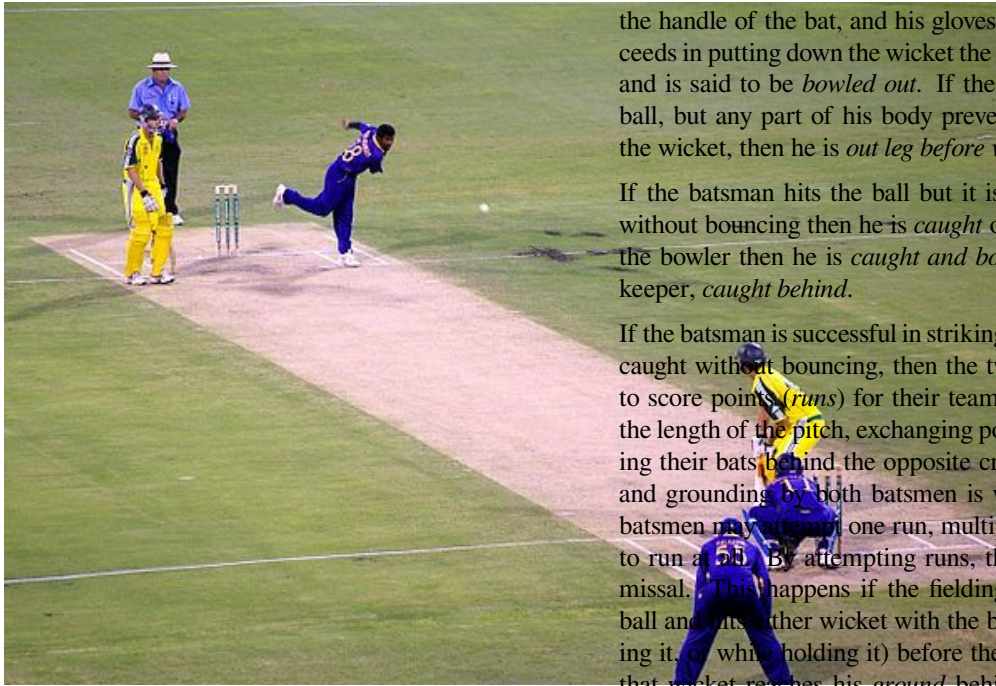 the handle of the bat, and his gloves
ceeds in putting down the wicket the
and is said to be bowled out. If the
ball, but any part of his body preve
the wicket, then he is out leg before w
If the batsman hits the ball but it is
without bouncing then he is caught o
the bowler then he is caught and bo
keeper, caught behind.
If the batsman is successful in striking
caught without bouncing, then the tw
to score points (runs) for their team
the length of the pitch, exchanging po
ing their bats behind the opposite cr
and grounding by both batsmen is v
batsmen may attempt one run, multi
to run at all. By attempting runs, th
missal. This happens if the fielding
ball and hits either wicket with the b
ing it, or while holding it) before the
that wicket reaches his ground beh